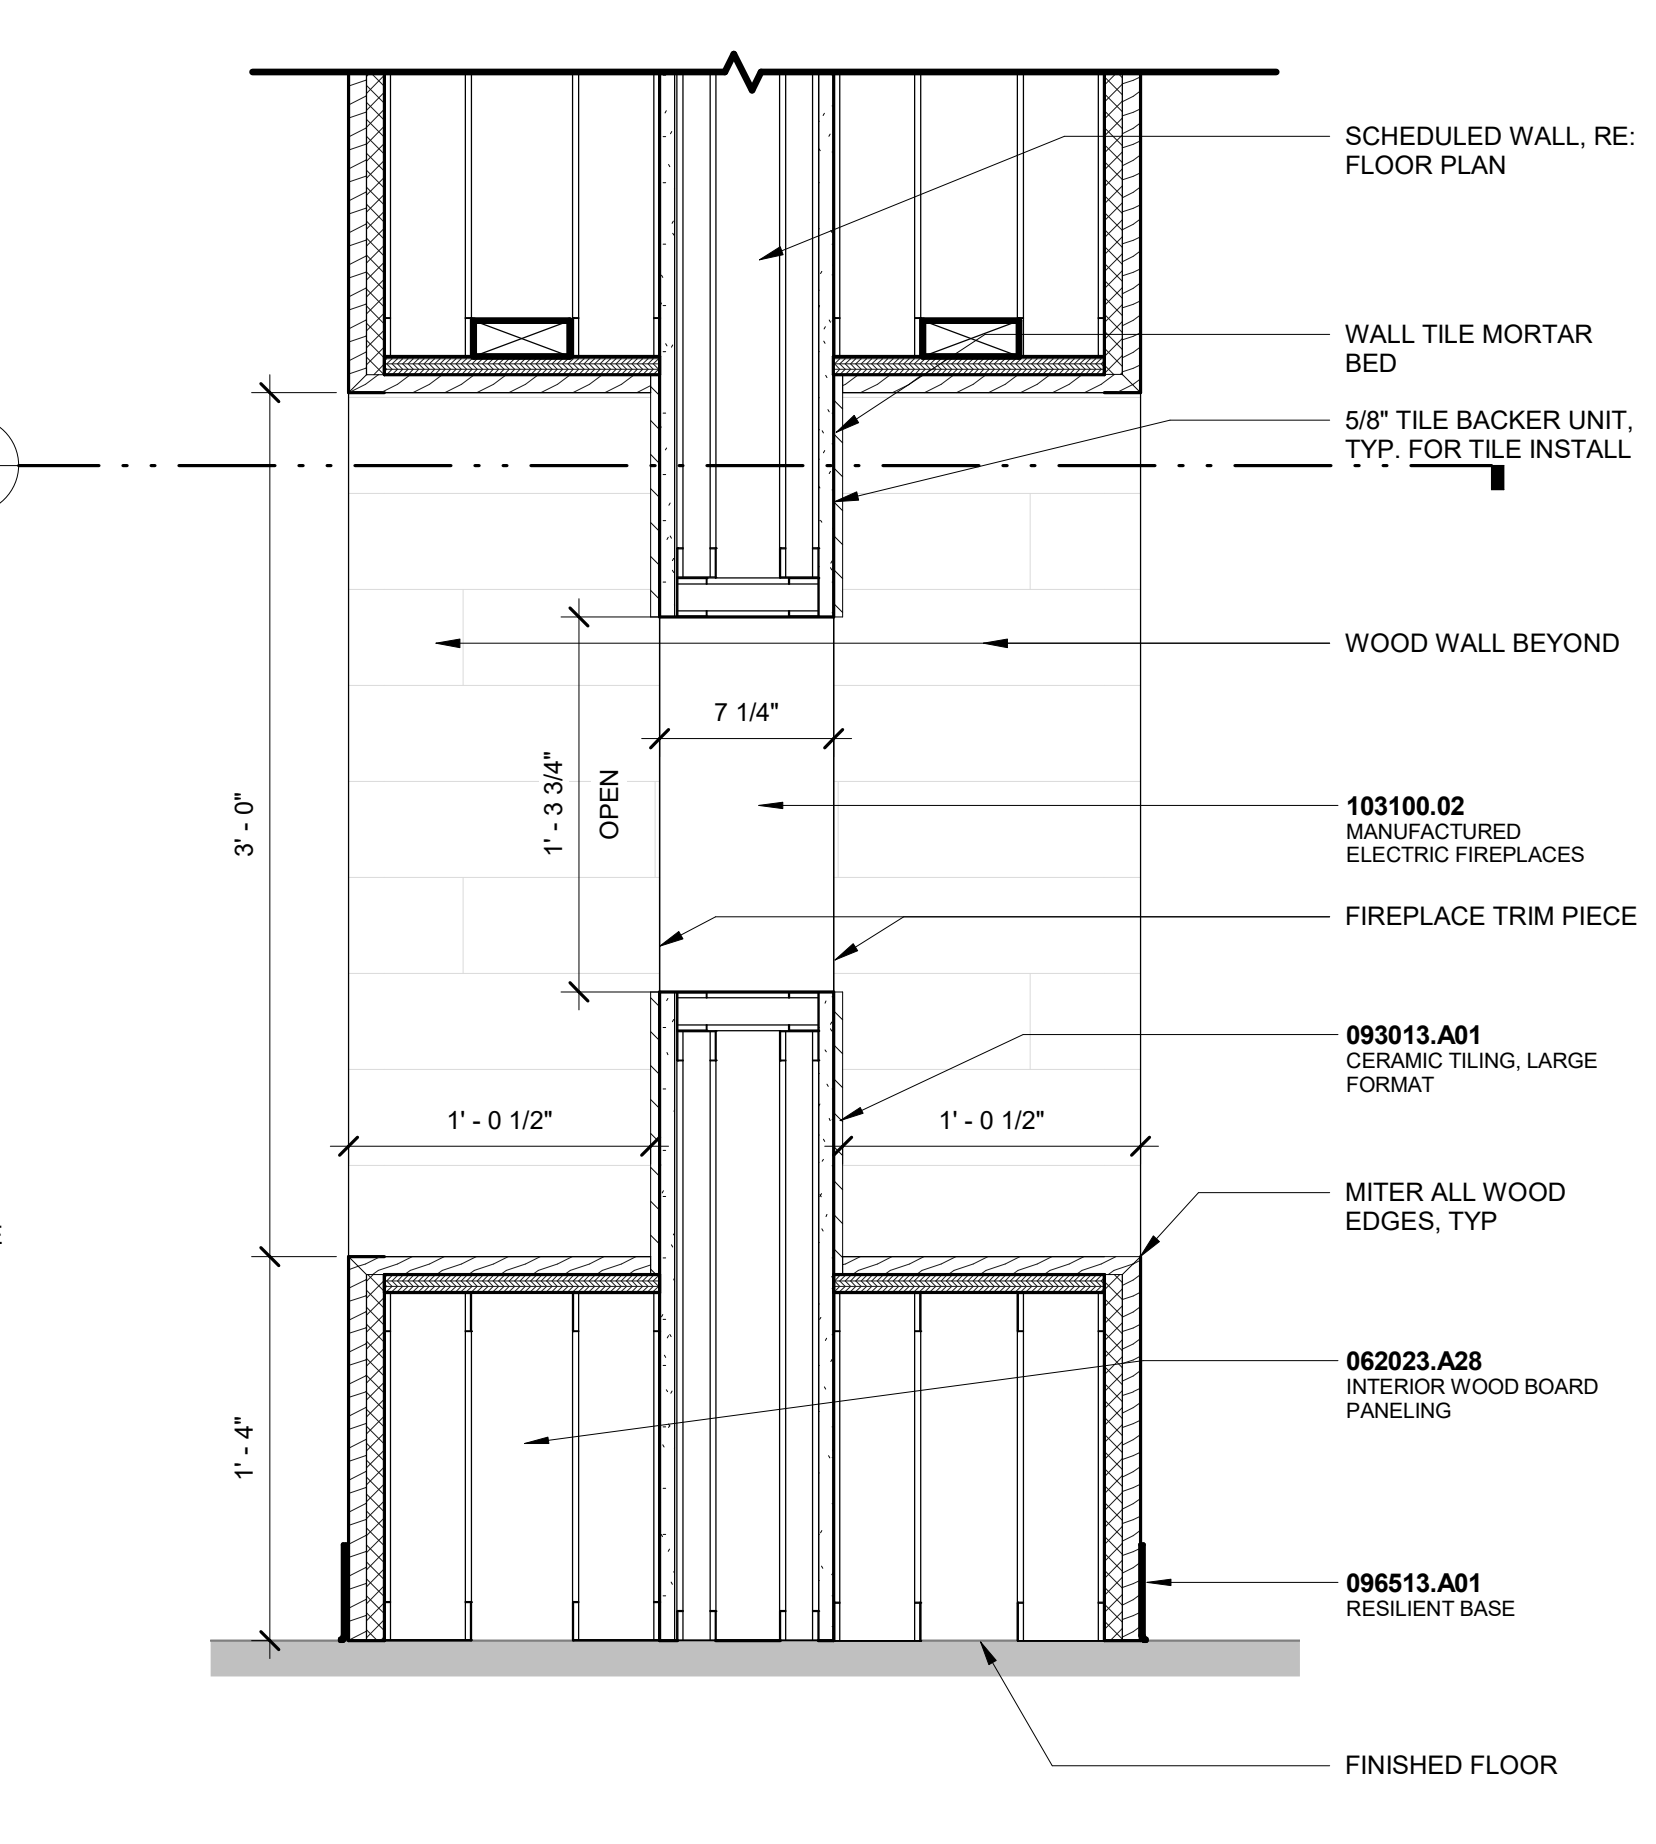 SCHEDULED WALL, RE:
FLOOR PLAN
WALL TILE MORTAR
BED
5/8" TILE BACKER UNIT,
TYP. FOR TILE INSTALL
WOOD WALL BEYOND
7 1/4"
1' - 3 3/4"
OPEN
3' - 0"
103100.02
MANUFACTURED
ELECTRIC FIREPLACES
FIREPLACE TRIM PIECE
093013.A01
CERAMIC TILING, LARGE
FORMAT
1' - 0 1/2"
1' - 0 1/2"
MITER ALL WOOD
EDGES, TYP
062023.A28
INTERIOR WOOD BOARD
PANELING
1' - 4"
096513.A01
RESILIENT BASE
FINISHED FLOOR